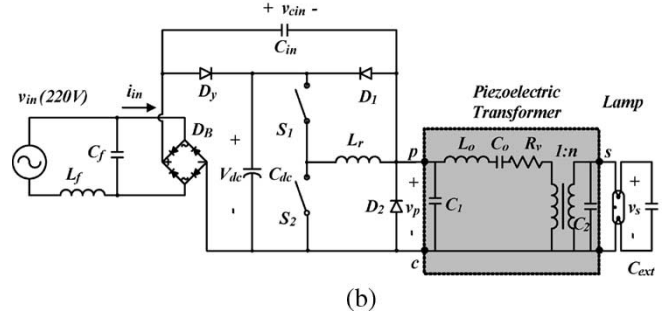 + vcin -
Cin
vin (220V)
iin
Dy
D1
Piezoelectric
Transformer
Lamp
DB
S1
Cf
+
Vdc
-
Cdc
Lr
p
Lo
Co
Rv
1:n
s
Lf
S2
D2
+
vp
-
C1
C2
+
vs
-
c
Cext
(b)